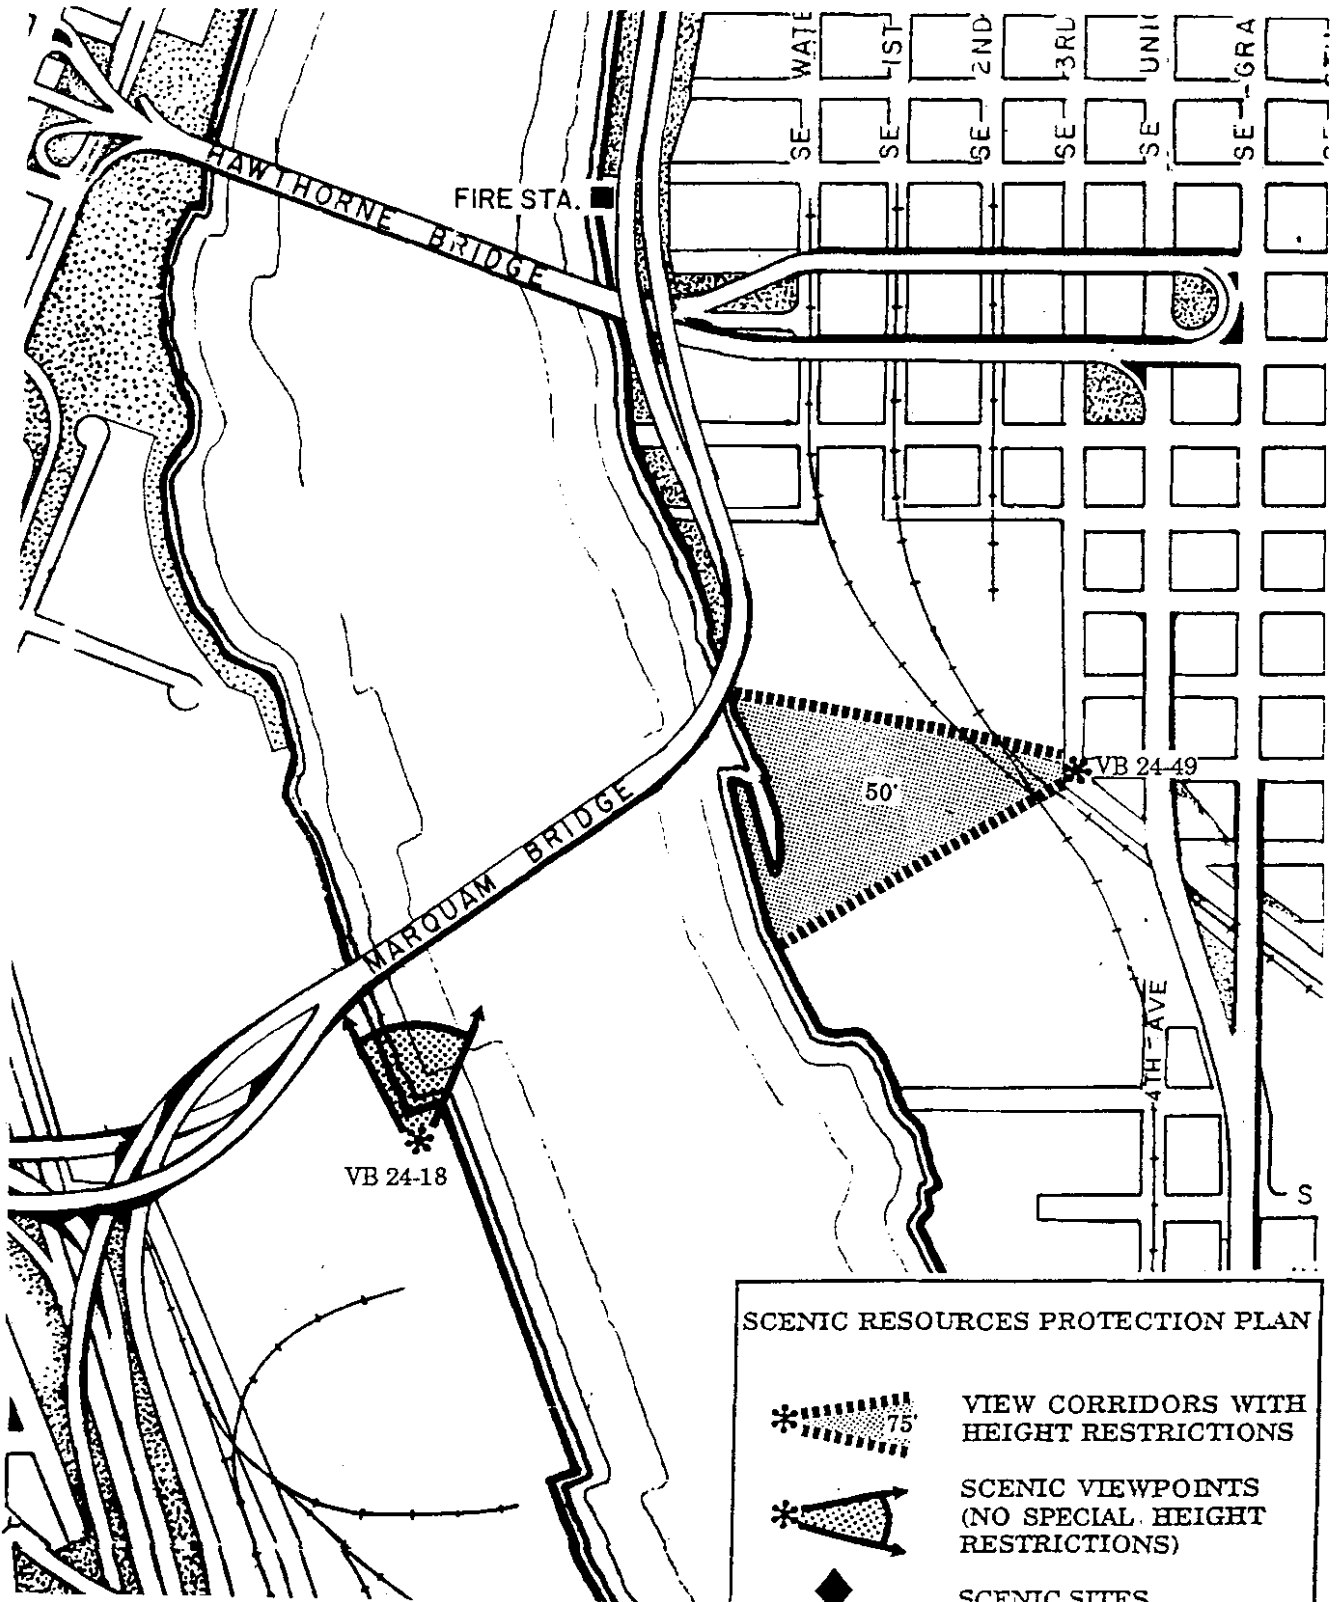 SE WATE
SE 1ST
SE 2ND
SE 3RD
SE UNI
SE GRA
HAWTHORNE BRIDGE
FIRE STA.
VB 24-49
50'
MARQUAM BRIDGE
4TH AVE
VB 24-18
S
SCENIC RESOURCES PROTECTION PLAN
75'
VIEW CORRIDORS WITH
HEIGHT RESTRICTIONS
SCENIC VIEWPOINTS
(NO SPECIAL HEIGHT
RESTRICTIONS)
SCENIC SITES